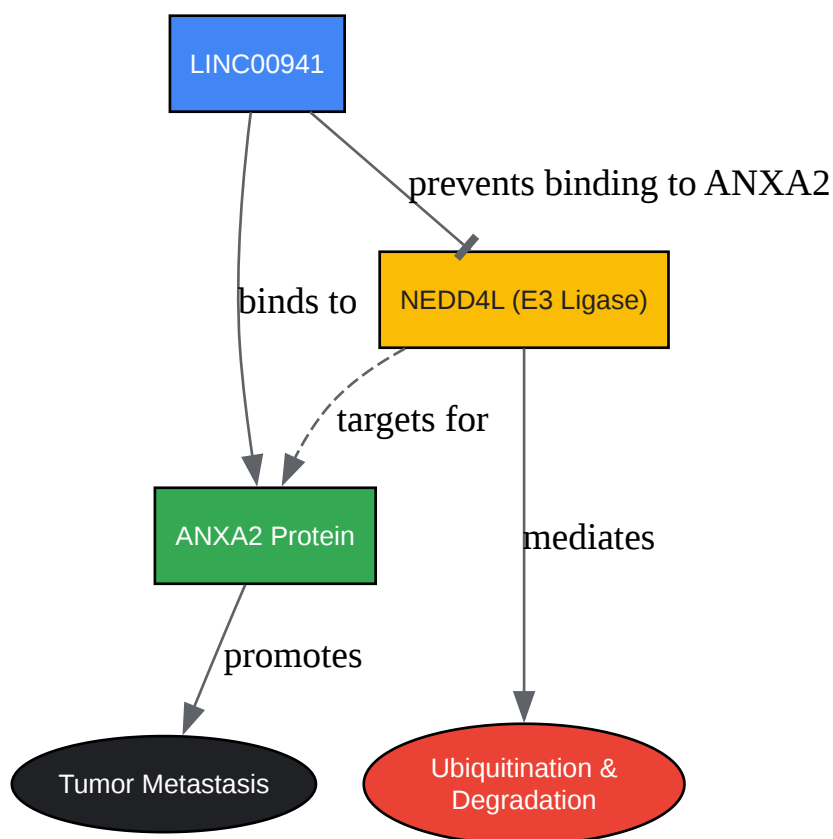 LINC00941
prevents binding to ANXA2
binds to
NEDD4L (E3 Ligase)
targets for
ANXA2 Protein
mediates
promotes
Tumor Metastasis
Ubiquitination &
Degradation